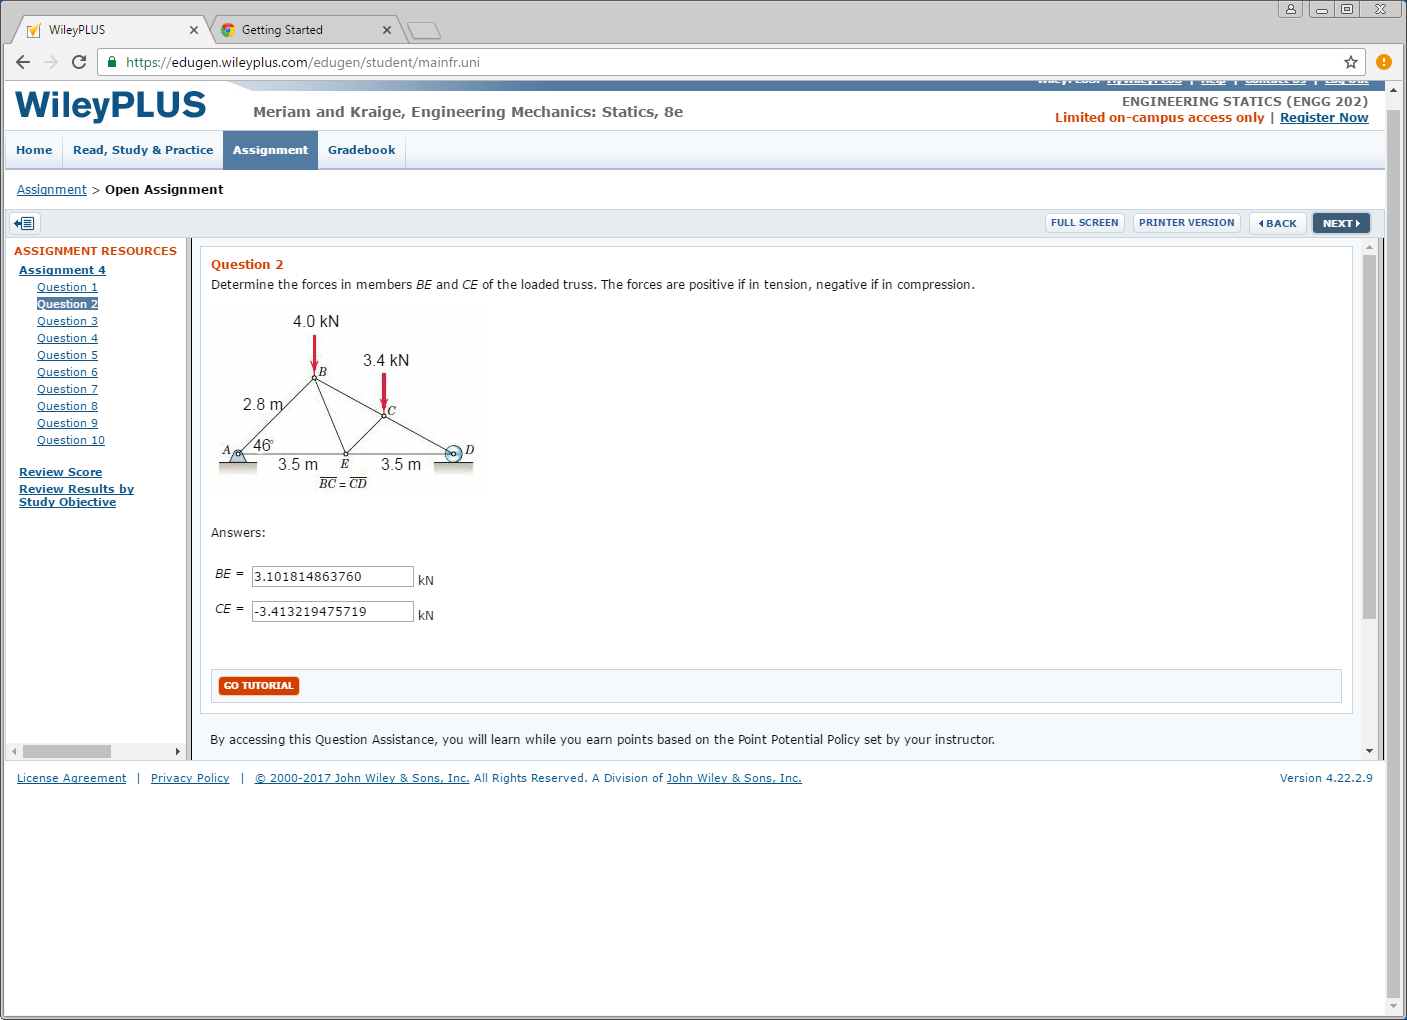 WileyPLUS
Getting Started
https://edugen.wileyplus.com/edugen/student/mainfr.uni
WileyPLUS
Meriam and Kraige, Engineering Mechanics: Statics, 8e
ENGINEERING STATICS (ENGG 202)
Limited on-campus access only | Register Now
Home
Read, Study & Practice
Assignment
Gradebook
Assignment > Open Assignment
FULL SCREEN
PRINTER VERSION
BACK
NEXT
ASSIGNMENT RESOURCES
Assignment 4
Question 1
Question 2
Question 3
Question 4
Question 5
Question 6
Question 7
Question 8
Question 9
Question 10
Review Score
Review Results by
Study Objective
Question 2
Determine the forces in members BE and CE of the loaded truss. The forces are positive if in tension, negative if in compression.
4.0 kN
3.4 kN
B
2.8 m
C
A
46°
D
3.5 m
E
3.5 m
BC = CD
Answers:
BE = 3.101814863760 kN
CE = -3.413219475719 kN
GO TUTORIAL
By accessing this Question Assistance, you will learn while you earn points based on the Point Potential Policy set by your instructor.
License Agreement | Privacy Policy | © 2000-2017 John Wiley & Sons, Inc. All Rights Reserved. A Division of John Wiley & Sons, Inc.
Version 4.22.2.9